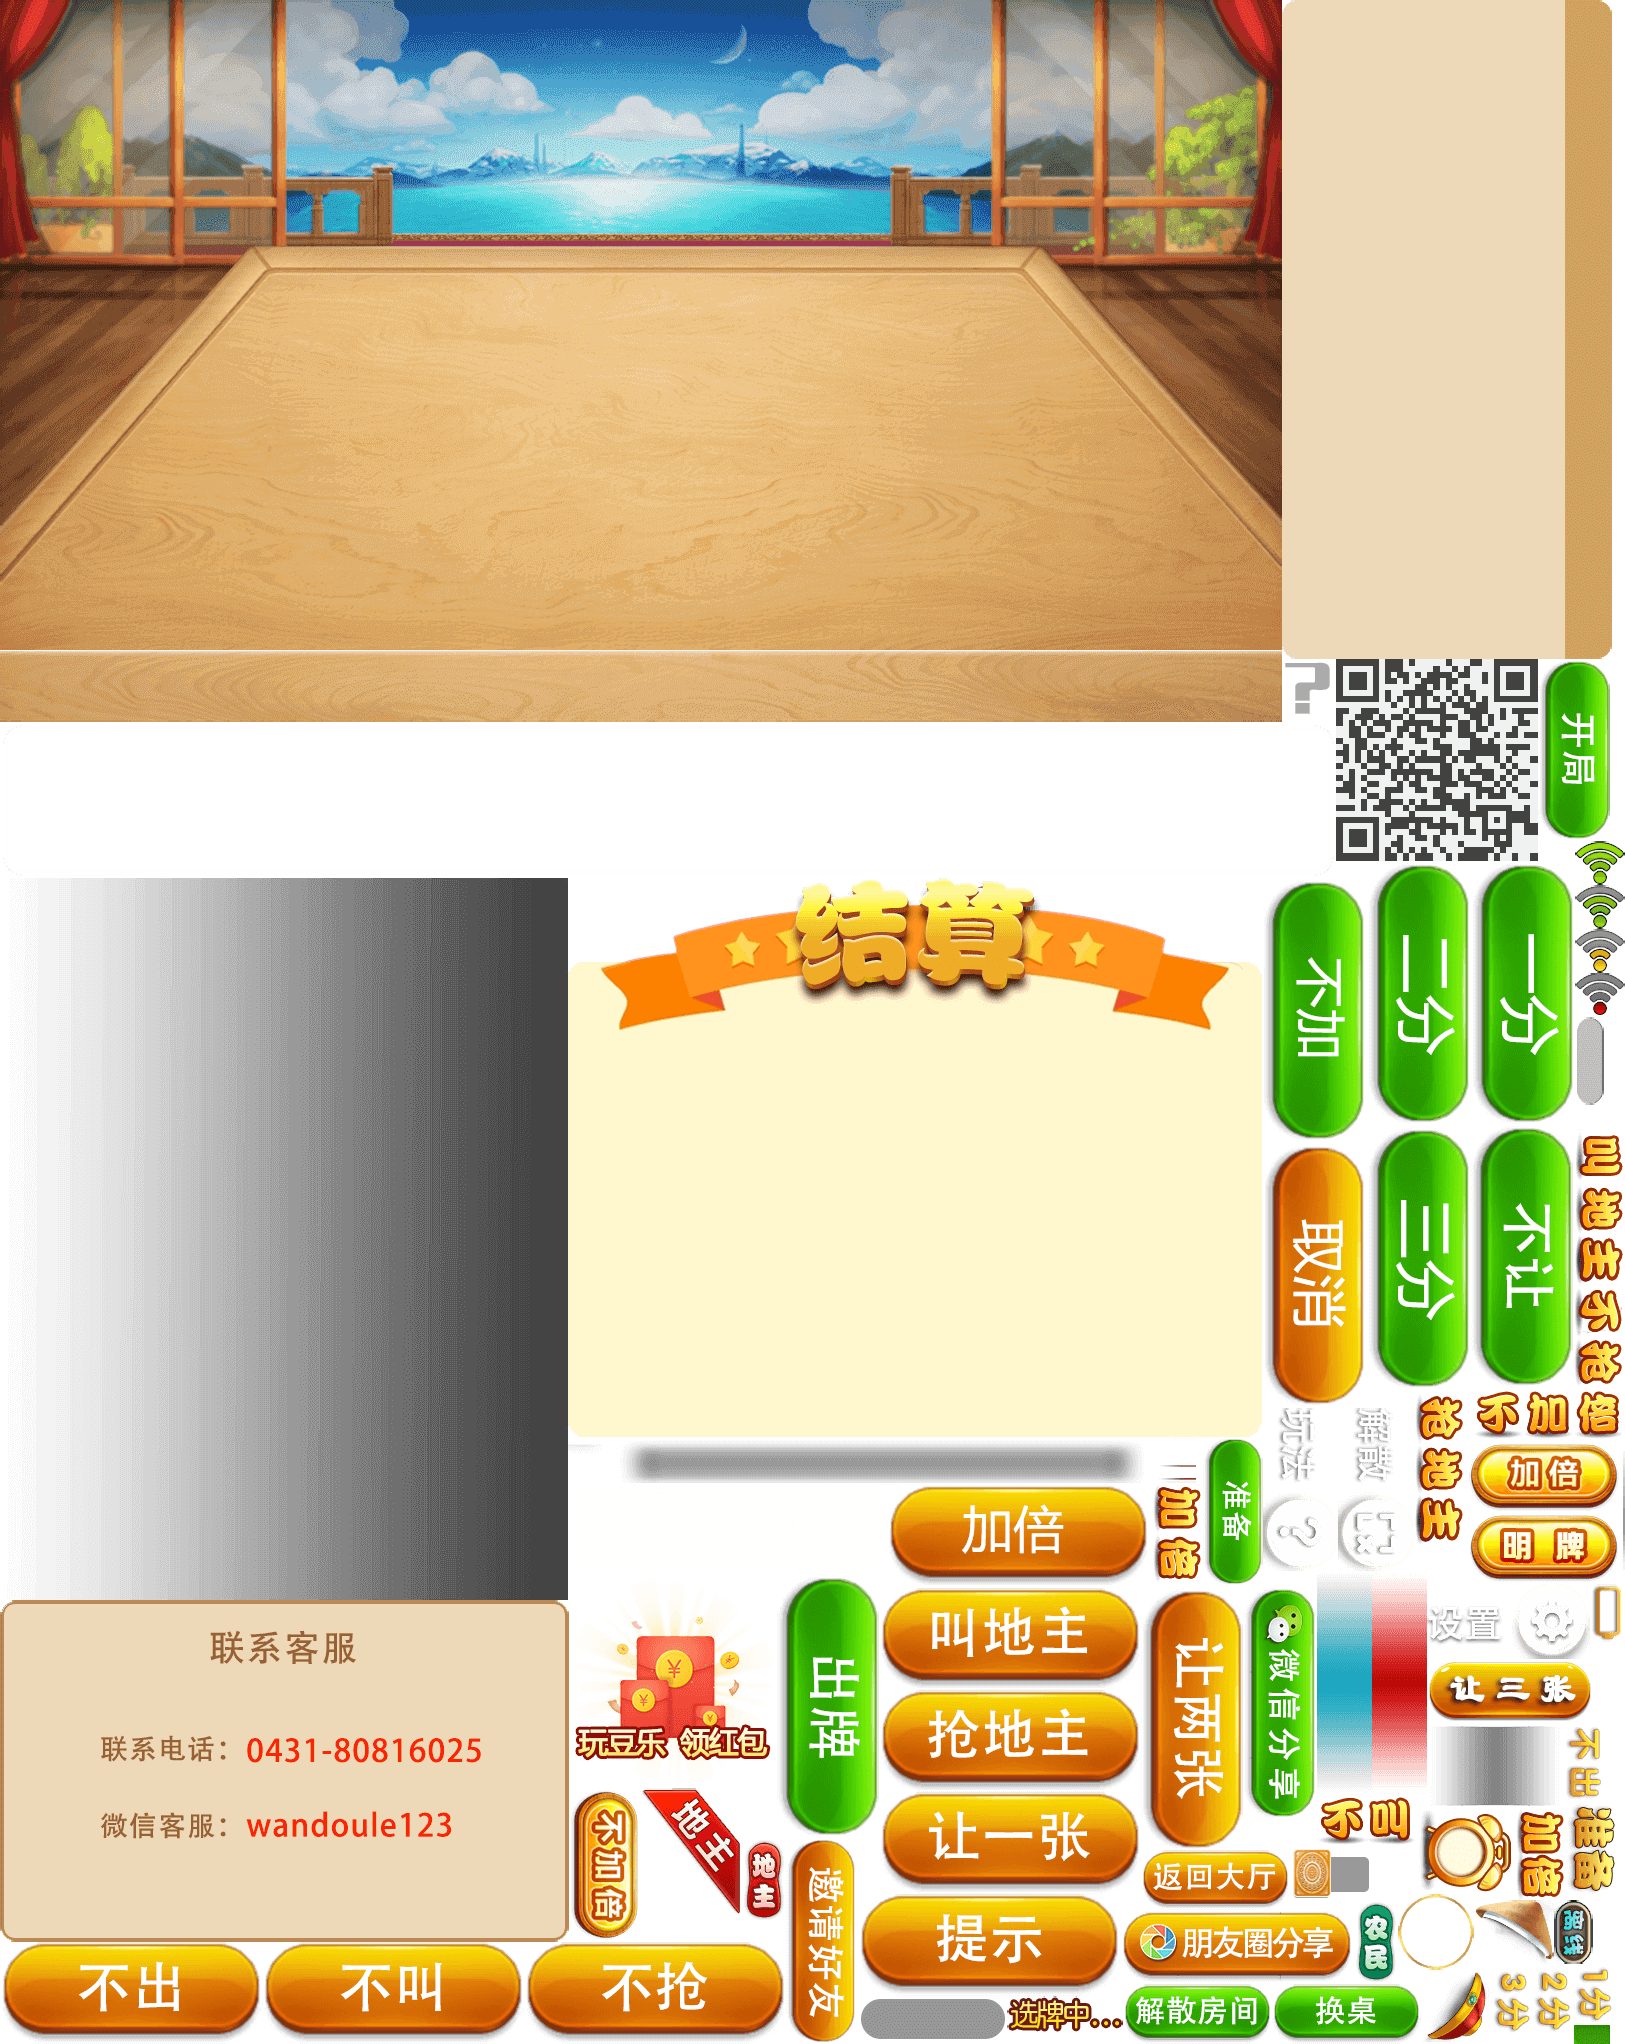 开局
结算
不加
二分
一分
叫地主
不抢
取消
三分
不让
玩法
解散
抢地主
不加倍
加倍
明牌
加倍
加倍
准备
联系客服
联系电话：0431-80816025
微信客服：wandoule123
玩豆乐 领红包
出牌
叫地主
抢地主
让一张
提示
让两张
微信分享
设置
让三张
不出
不叫
加倍
准备
不加倍
地主
地主
邀请好友
返回大厅
朋友圈分享
农民
离线
不出
不叫
不抢
选牌中...
解散房间
换桌
3分
2分
1分